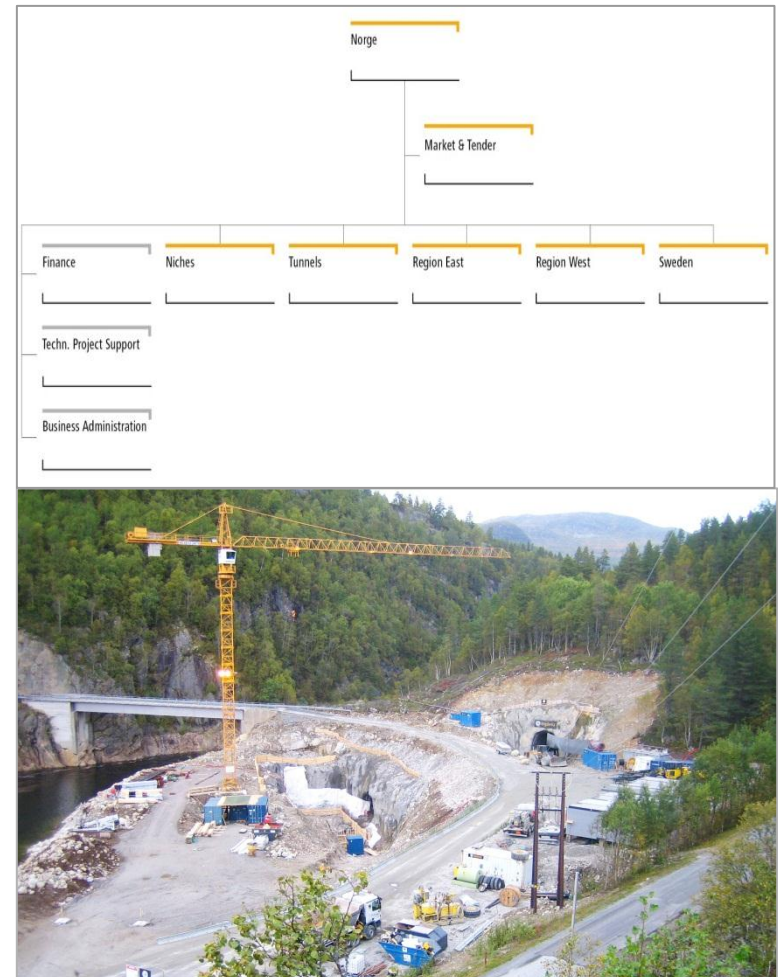 Norge
Market & Tender
Finance
Niches
Tunnels
Region East
Region West
Sweden
Techn. Project Support
Business Administration